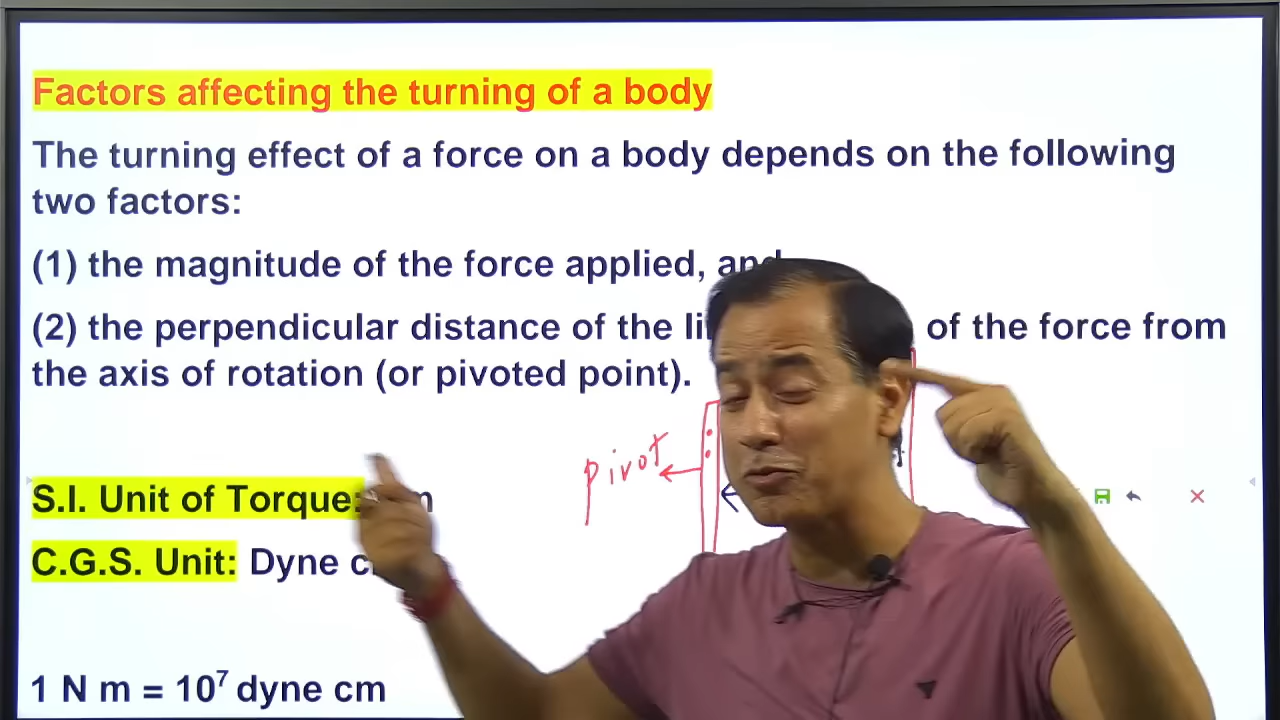 Factors affecting the turning of a body
The turning effect of a force on a body depends on the following
two factors:
(1) the magnitude of the force applied, and
(2) the perpendicular distance of the of the force from
the axis of rotation (or pivoted point).
pivot
S.I. Unit of Torque: m
C.G.S. Unit: Dyne c
1 N m = 10⁷ dyne cm